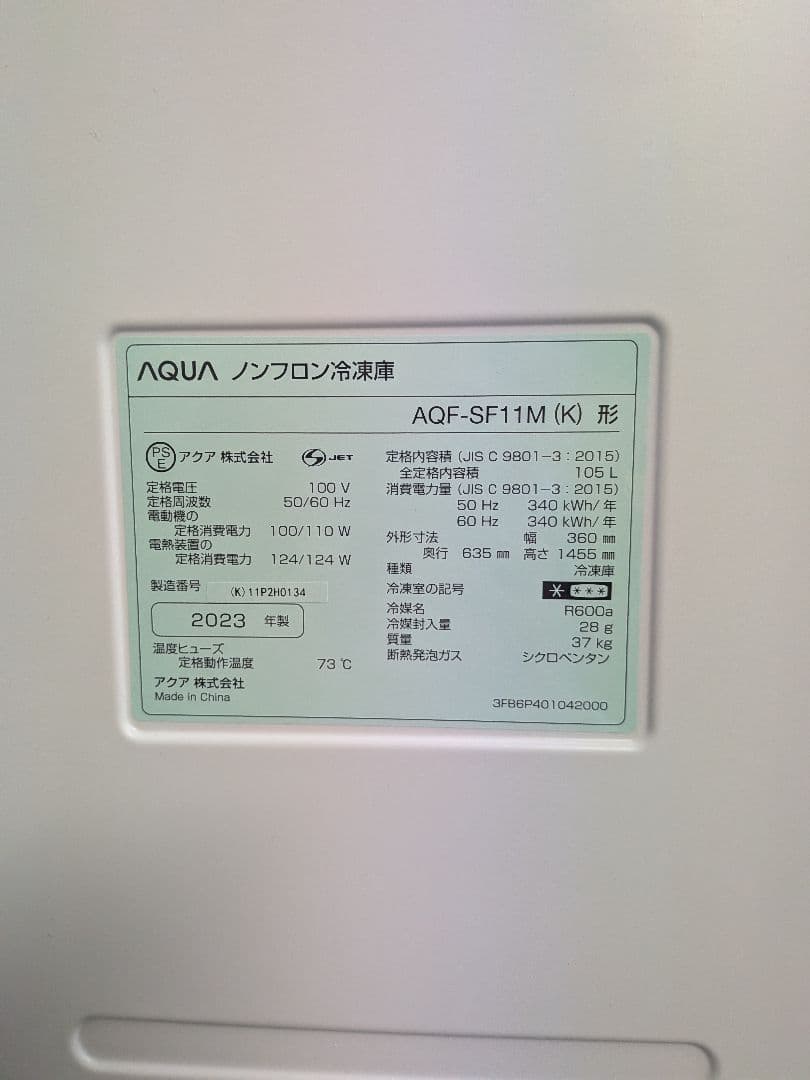 AQUA ノンフロン冷凍庫
AQF-SF11M (K) 形
PS E アクア 株式会社 S JET
定格電圧 100 V
定格周波数 50/60 Hz
電動機の
定格消費電力 100/110 W
電熱装置の
定格消費電力 124/124 W
製造番号 (K) 11P2H0134
2023 年製
温度ヒューズ
定格動作温度 73 ℃
アクア 株式会社
Made in China
定格内容積 (JIS C 9801-3:2015)
全定格内容積 105 L
消費電力量 (JIS C 9801-3:2015)
50 Hz 340 kWh/年
60 Hz 340 kWh/年
外形寸法 幅 360 ㎜
奥行 635 ㎜ 高さ 1455 ㎜
種類 冷凍庫
冷凍室の記号 * ***
冷媒名 R600a
冷媒封入量 28 g
質量 37 kg
断熱発泡ガス シクロペンタン
3FB6P401042000